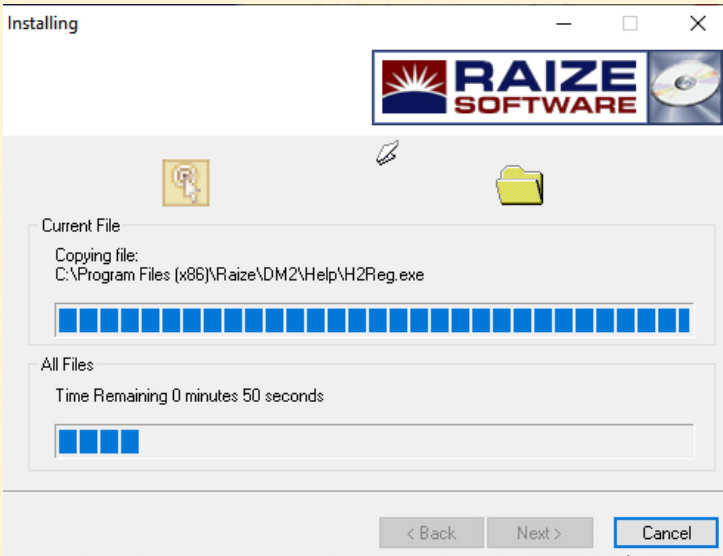 Installing
RAIZE
SOFTWARE
Current File
Copying file:
C:\Program Files (x86)\Raize\DM2\Help\H2Reg.exe
All Files
Time Remaining 0 minutes 50 seconds
< Back Next > Cancel